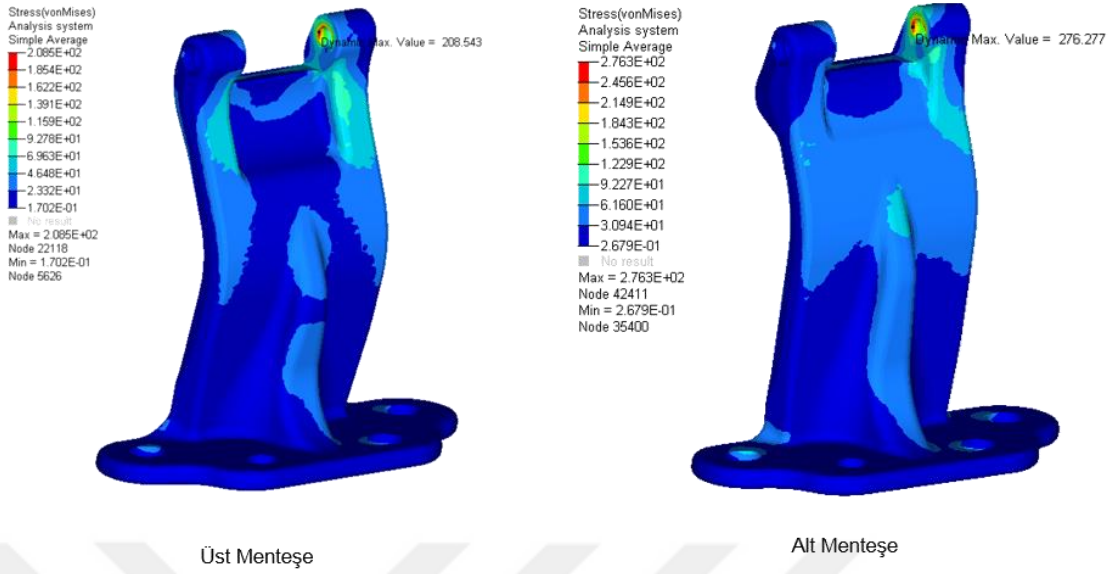 Stress(vonMises)
Analysis system
Simple Average
2.085E+02
1.854E+02
1.622E+02
1.391E+02
1.159E+02
9.278E+01
6.963E+01
4.648E+01
2.332E+01
1.702E-01
No result
Max = 2.085E+02
Node 22118
Min = 1.702E-01
Node 5626
Dynamic Max. Value = 208.543
Üst Menteşe
Stress(vonMises)
Analysis system
Simple Average
2.763E+02
2.456E+02
2.149E+02
1.843E+02
1.536E+02
1.229E+02
9.227E+01
6.160E+01
3.094E+01
2.679E-01
No result
Max = 2.763E+02
Node 42411
Min = 2.679E-01
Node 35400
Dynamic Max. Value = 276.277
Alt Menteşe